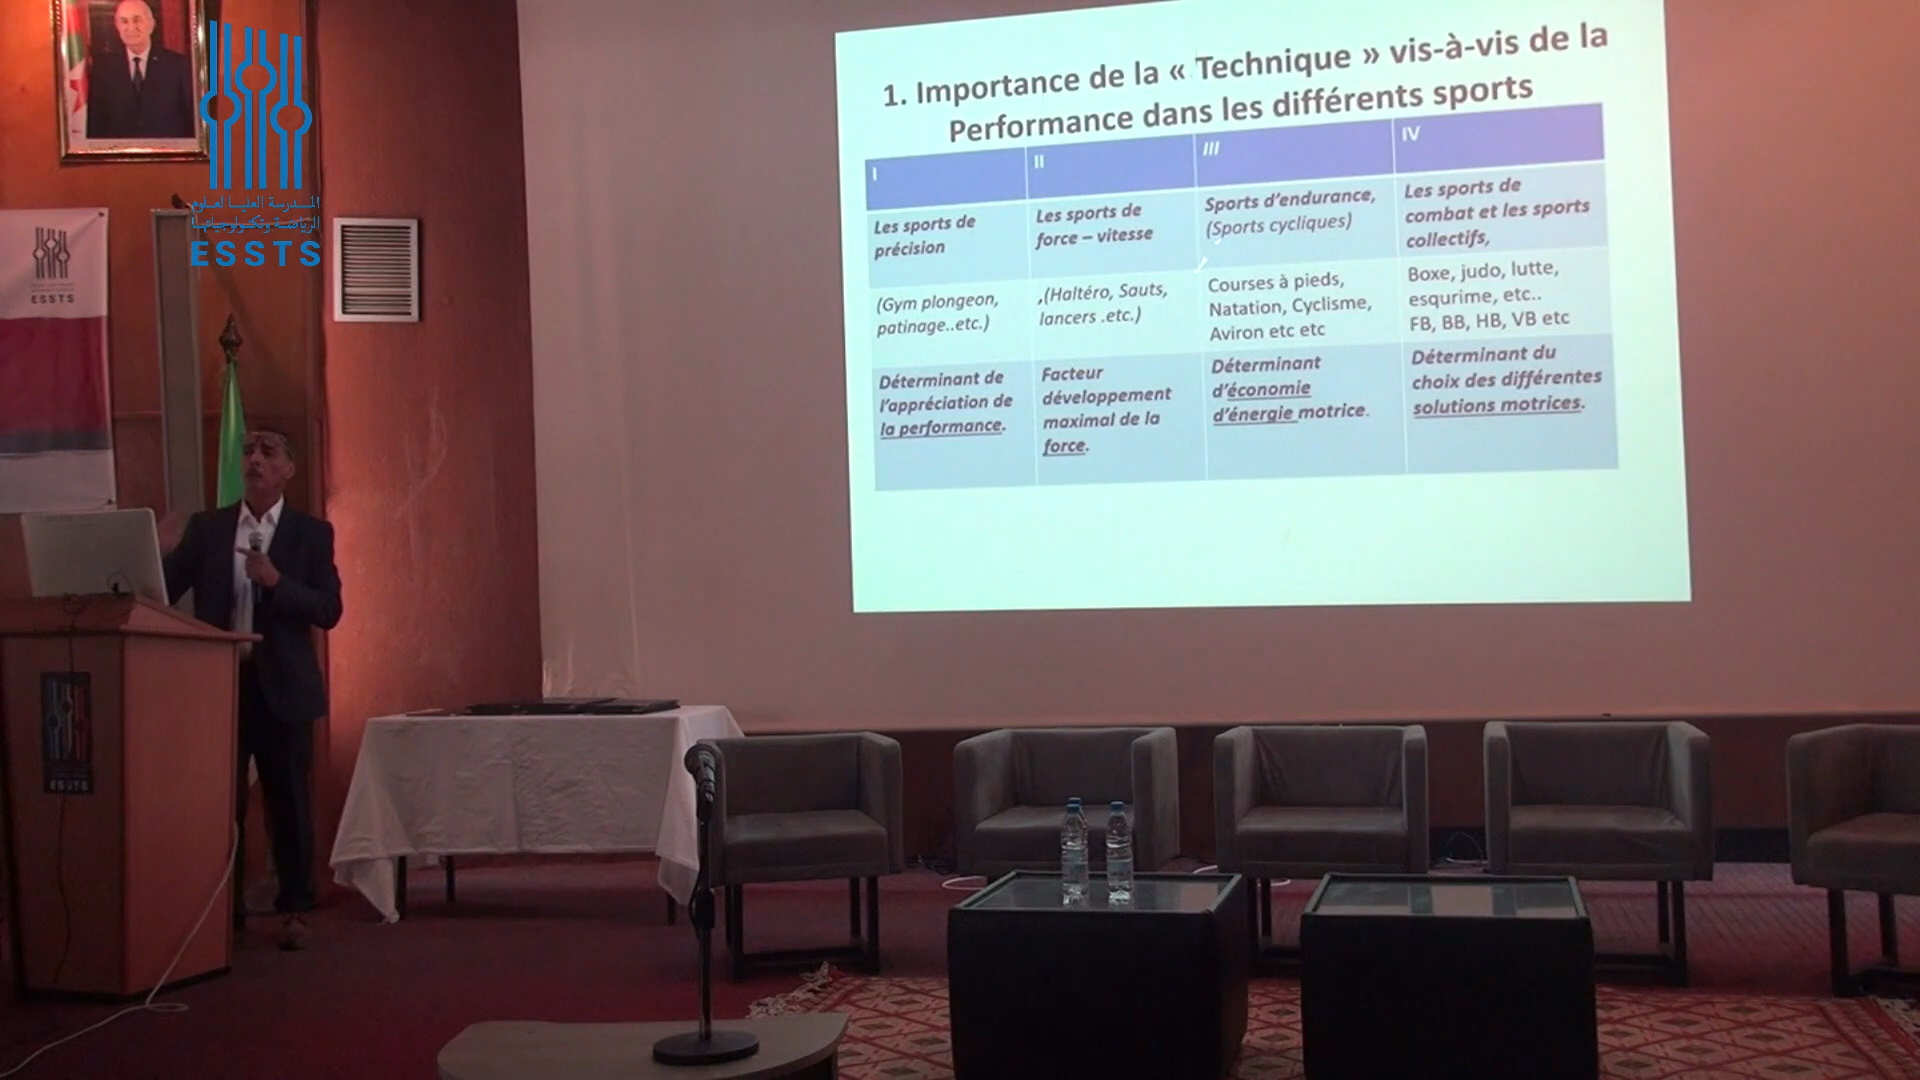 المدرسة العليا لعلوم
الرياضة وتكنولوجياتها
ESSTS
ESSTS
ESSTS
1. Importance de la « Technique » vis-à-vis de la
Performance dans les différents sports
I
II
III
IV
Les sports de
précision
Les sports de
force – vitesse
Sports d'endurance,
(Sports cycliques)
Les sports de
combat et les sports
collectifs,
(Gym plongeon,
patinage..etc.)
,(Haltéro, Sauts,
lancers .etc.)
Courses à pieds,
Natation, Cyclisme,
Aviron etc etc
Boxe, judo, lutte,
esqurime, etc..
FB, BB, HB, VB etc
Déterminant de
l'appréciation de
la performance.
Facteur
développement
maximal de la
force.
Déterminant
d'économie
d'énergie motrice.
Déterminant du
choix des différentes
solutions motrices.